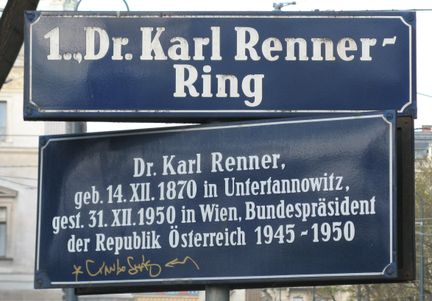 1., Dr. Karl Renner-
Ring
Dr. Karl Renner,
geb. 14. XII. 1870 in Untertannowitz,
gest. 31. XII. 1950 in Wien, Bundespräsident
der Republik Österreich 1945-1950